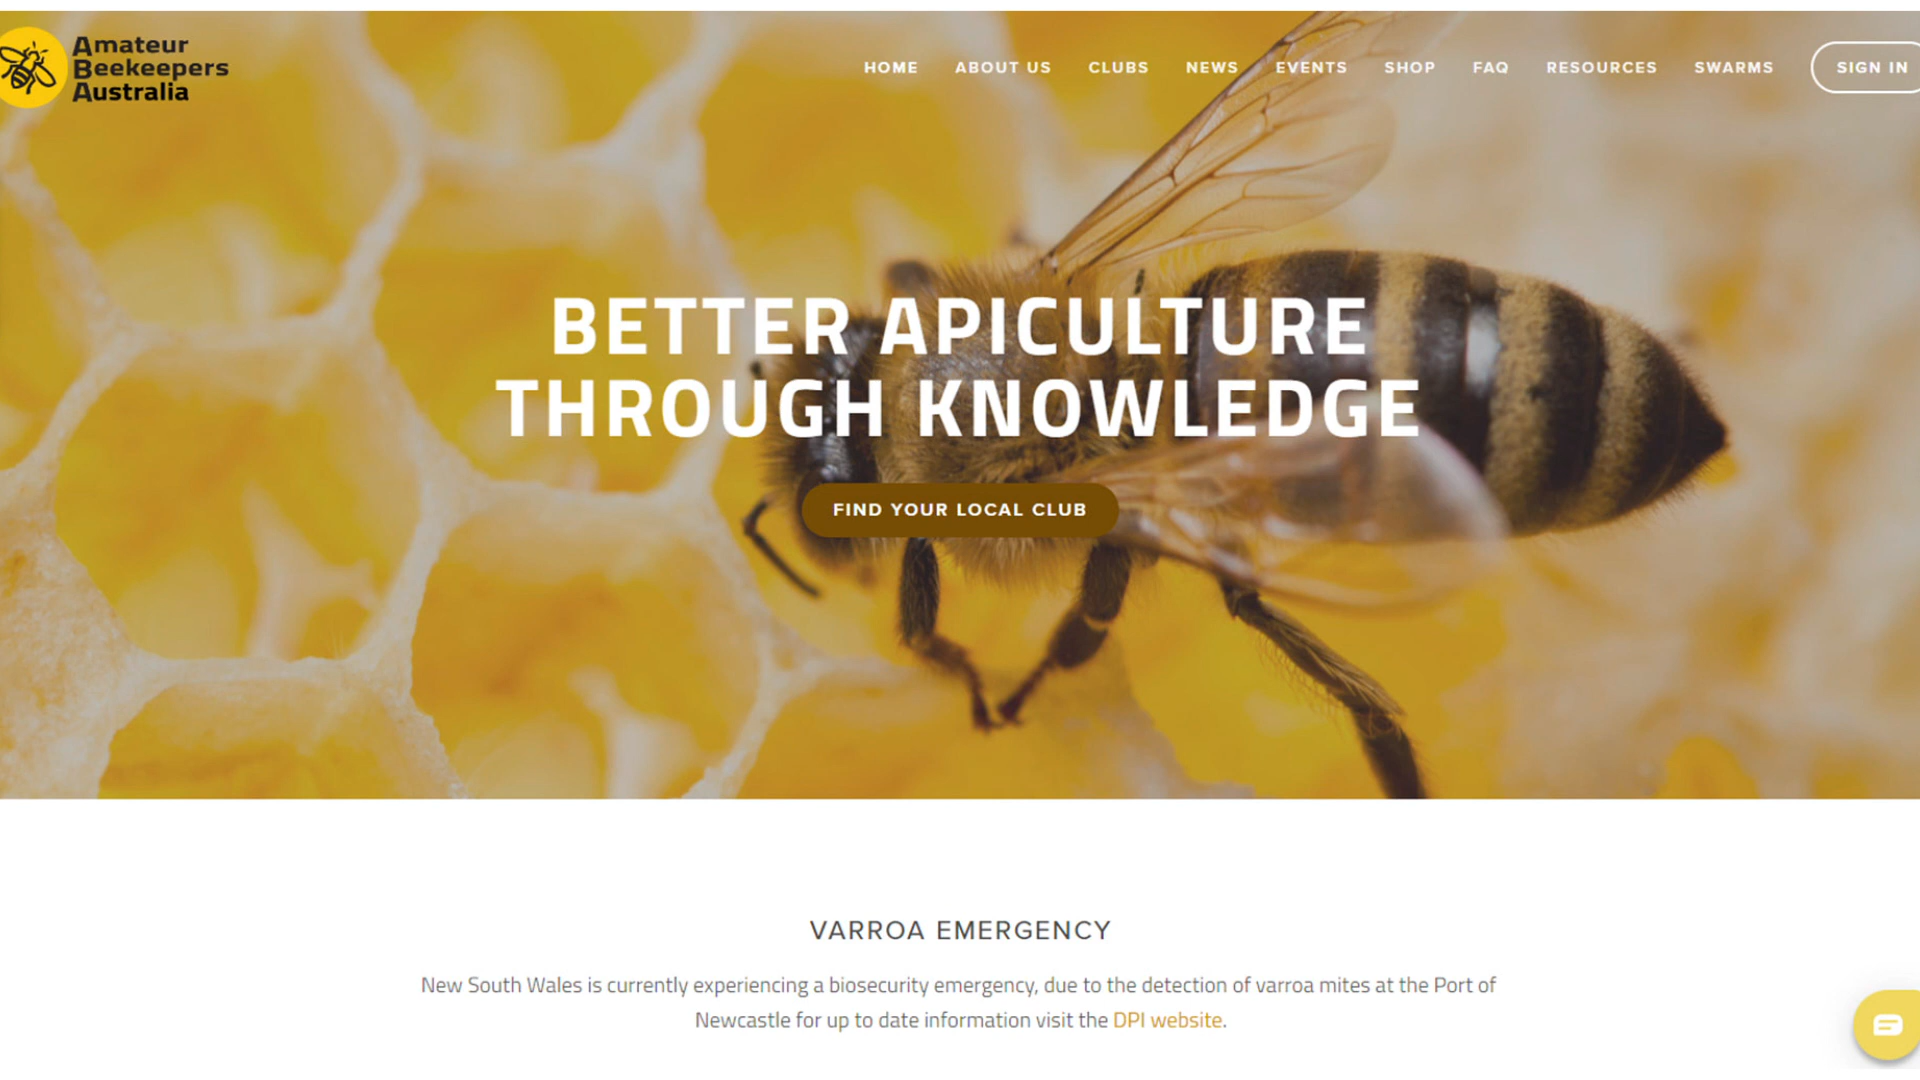 Amateur
Beekeepers
Australia
HOME ABOUT US CLUBS NEWS EVENTS SHOP FAQ RESOURCES SWARMS SIGN IN
BETTER APICULTURE
THROUGH KNOWLEDGE
FIND YOUR LOCAL CLUB
VARROA EMERGENCY
New South Wales is currently experiencing a biosecurity emergency, due to the detection of varroa mites at the Port of
Newcastle for up to date information visit the DPI website.